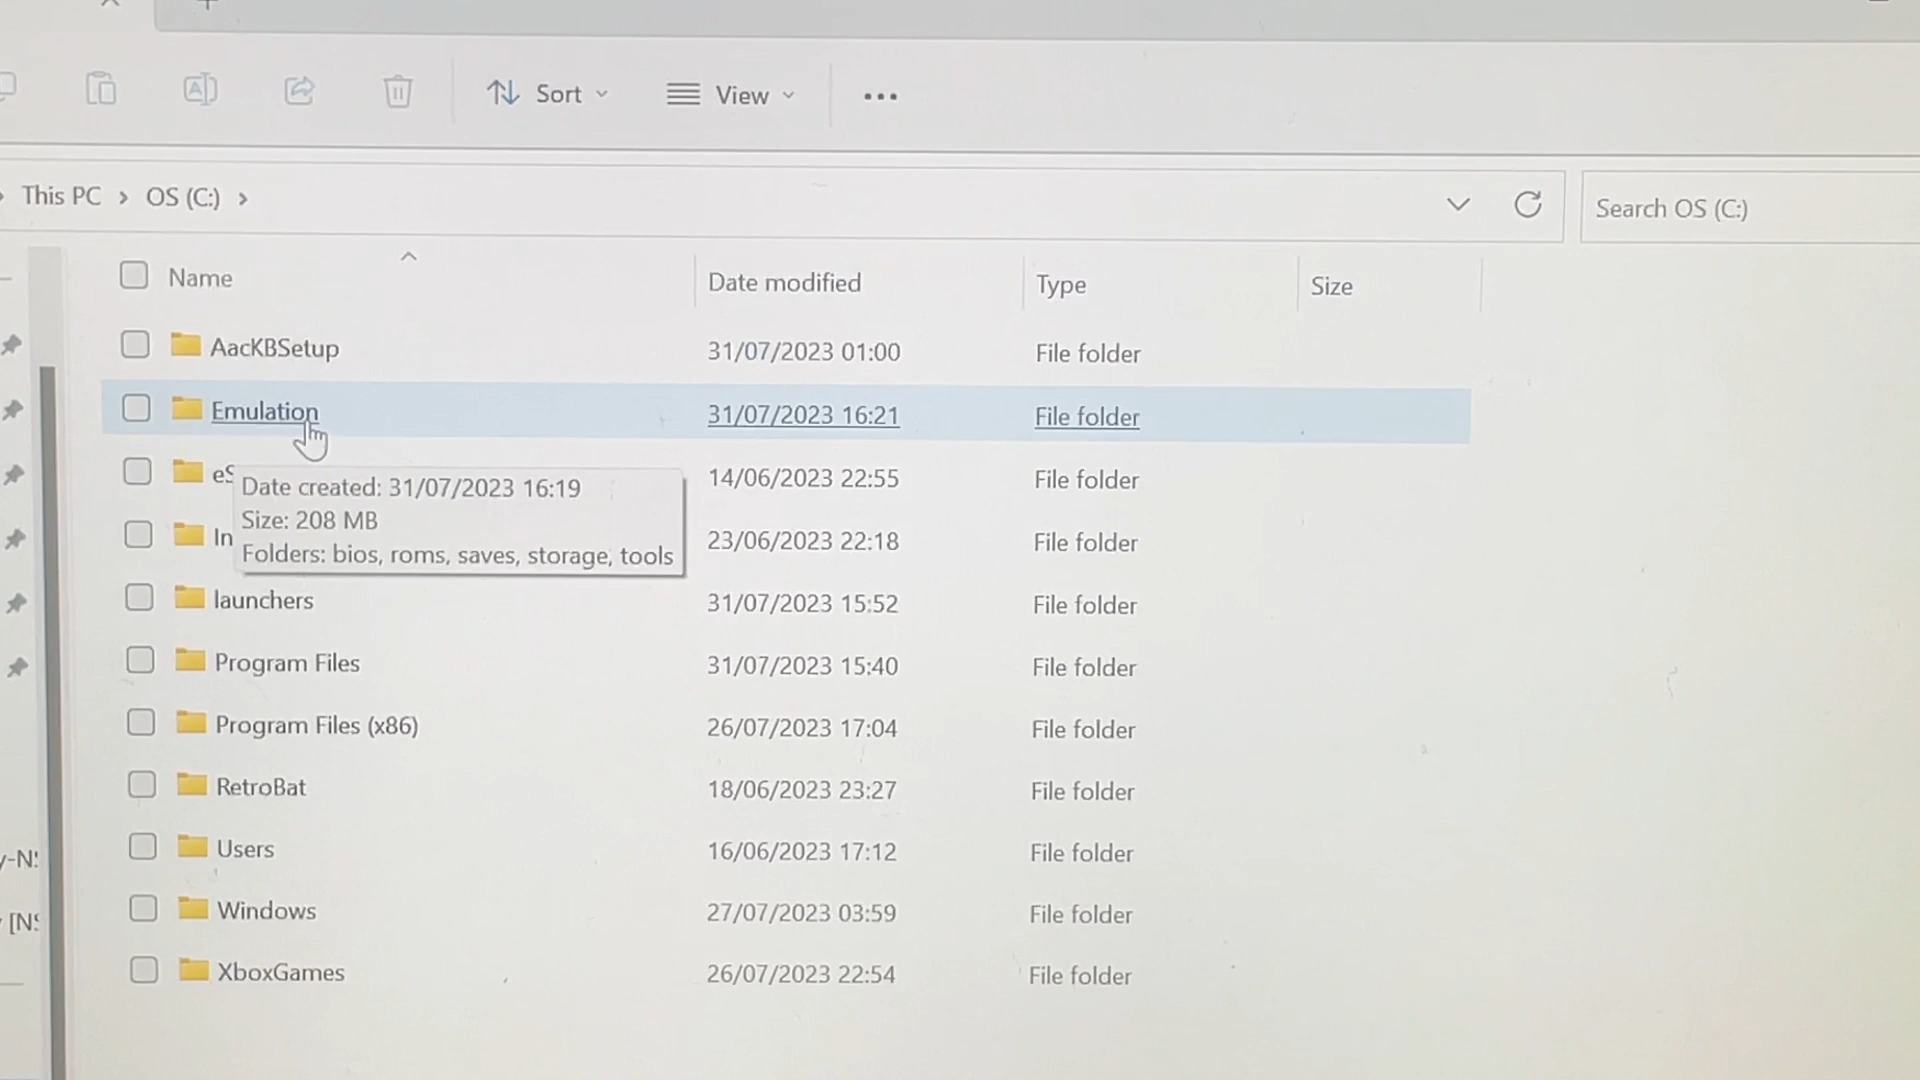 Sort
View
This PC > OS (C:) >
Search OS (C:)
Name Date modified Type Size
AacKBSetup 31/07/2023 01:00 File folder
Emulation 31/07/2023 16:21 File folder
14/06/2023 22:55 File folder
23/06/2023 22:18 File folder
Date created: 31/07/2023 16:19
Size: 208 MB
Folders: bios, roms, saves, storage, tools
launchers 31/07/2023 15:52 File folder
Program Files 31/07/2023 15:40 File folder
Program Files (x86) 26/07/2023 17:04 File folder
RetroBat 18/06/2023 23:27 File folder
Users 16/06/2023 17:12 File folder
Windows 27/07/2023 03:59 File folder
XboxGames 26/07/2023 22:54 File folder